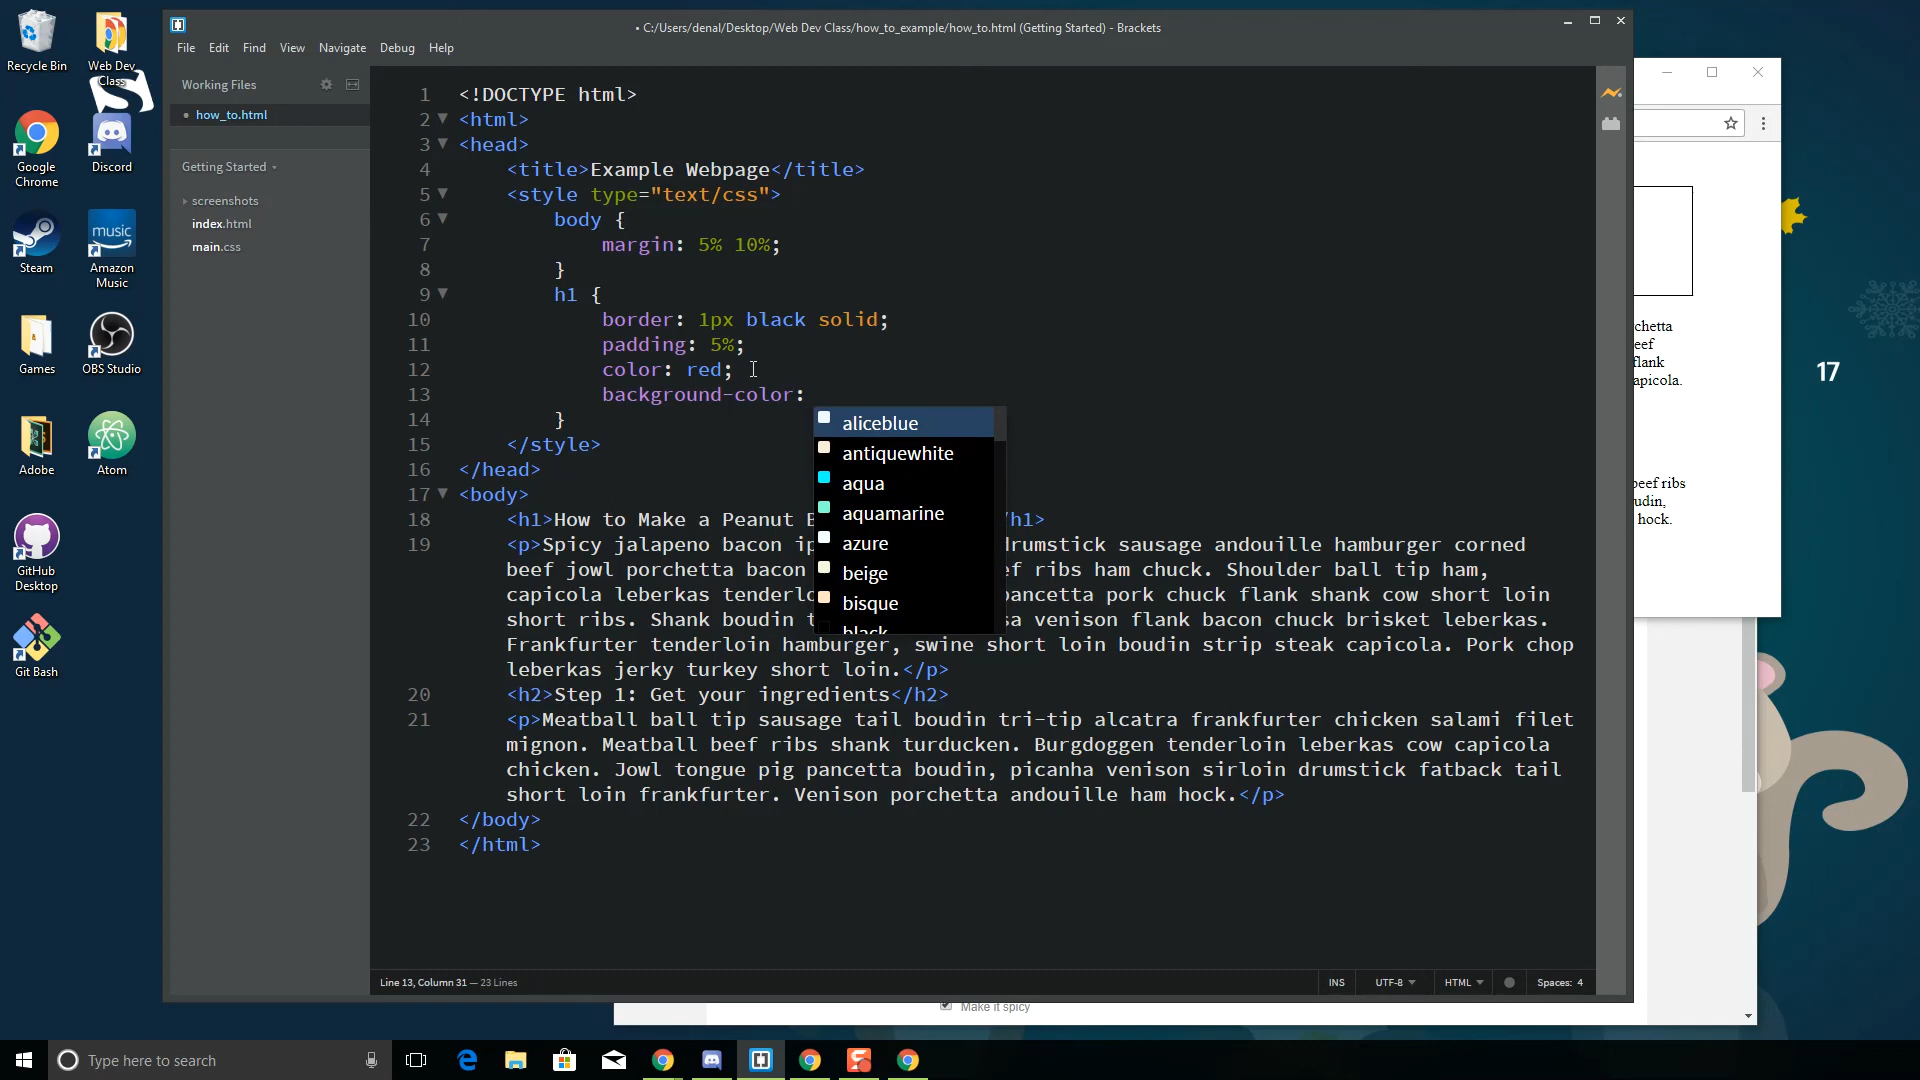 Recycle Bin
Web Dev Class
Google Chrome
Discord
Steam
Amazon Music
music
Games
OBS Studio
Adobe
Atom
GitHub Desktop
Git Bash
• C:/Users/denal/Desktop/Web Dev Class/how_to_example/how_to.html (Getting Started) - Brackets
File Edit Find View Navigate Debug Help
Working Files
• how_to.html
Getting Started
screenshots
index.html
main.css
1 <!DOCTYPE html>
2 <html>
3 <head>
4 <title>Example Webpage</title>
5 <style type="text/css">
6 body {
7 margin: 5% 10%;
8 }
9 h1 {
10 border: 1px black solid;
11 padding: 5%;
12 color: red;
13 background-color:
14 }
15 </style>
16 </head>
17 <body>
18 <h1>How to Make a Peanut /h1>
19 <p>Spicy jalapeno bacon drumstick sausage andouille hamburger corned
beef jowl porchetta bacon ribs ham chuck. Shoulder ball tip ham,
capicola leberkas pancetta pork chuck flank shank cow short loin
short ribs. Shank boudin venison flank bacon chuck brisket leberkas.
Frankfurter tenderloin hamburger, swine short loin boudin strip steak capicola. Pork chop
leberkas jerky turkey short loin.</p>
20 <h2>Step 1: Get your ingredients</h2>
21 <p>Meatball ball tip sausage tail boudin tri-tip alcatra frankfurter chicken salami filet
mignon. Meatball beef ribs shank turducken. Burgdoggen tenderloin leberkas cow capicola
chicken. Jowl tongue pig pancetta boudin, picanha venison sirloin drumstick fatback tail
short loin frankfurter. Venison porchetta andouille ham hock.</p>
22 </body>
23 </html>
aliceblue
antiquewhite
aqua
aquamarine
azure
beige
bisque
black
chetta
eef
flank
apicola.
beef ribs
udin,
hock.
17
Line 13, Column 31 — 23 Lines
INS UTF-8 HTML Spaces: 4
Make it spicy
Type here to search